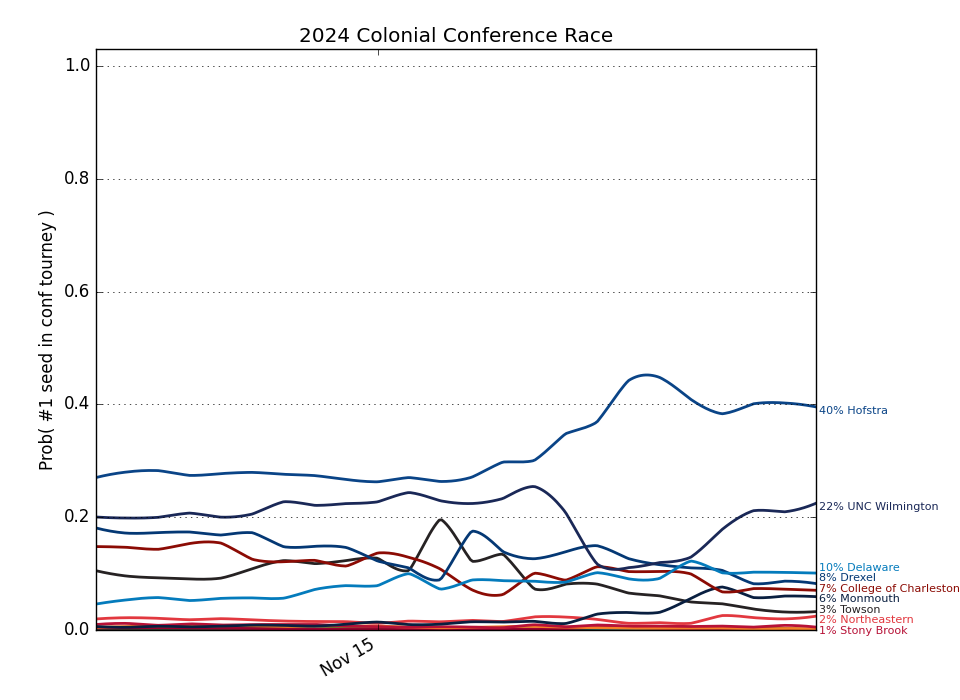 2024 Colonial Conference Race
Prob( #1 seed in conf tourney )
1.0
0.8
0.6
0.4
0.2
0.0
Nov 15
40% Hofstra
22% UNC Wilmington
10% Delaware
8% Drexel
7% College of Charleston
6% Monmouth
3% Towson
2% Northeastern
1% Stony Brook